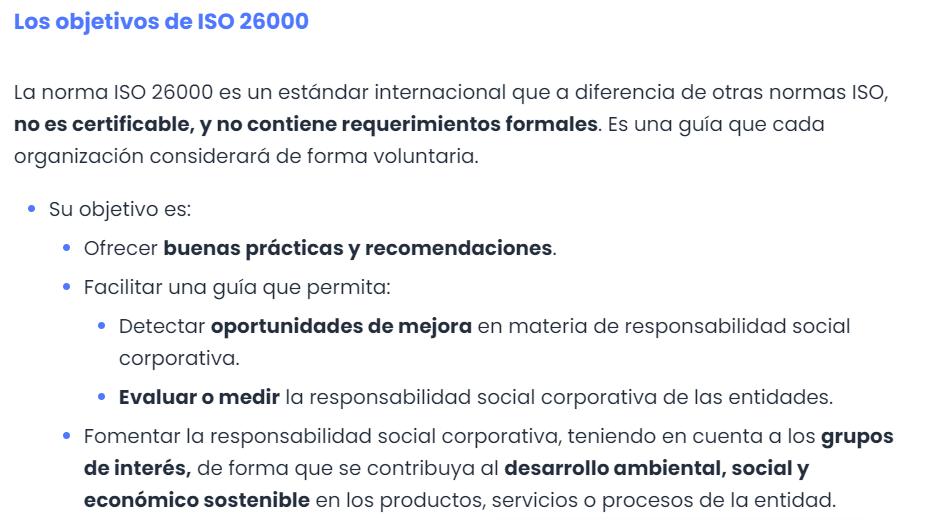 Los objetivos de ISO 26000
La norma ISO 26000 es un estándar internacional que a diferencia de otras normas ISO,
no es certificable, y no contiene requerimientos formales. Es una guía que cada
organización considerará de forma voluntaria.
• Su objetivo es:
• Ofrecer buenas prácticas y recomendaciones.
• Facilitar una guía que permita:
• Detectar oportunidades de mejora en materia de responsabilidad social
corporativa.
• Evaluar o medir la responsabilidad social corporativa de las entidades.
• Fomentar la responsabilidad social corporativa, teniendo en cuenta a los grupos
de interés, de forma que se contribuya al desarrollo ambiental, social y
económico sostenible en los productos, servicios o procesos de la entidad.